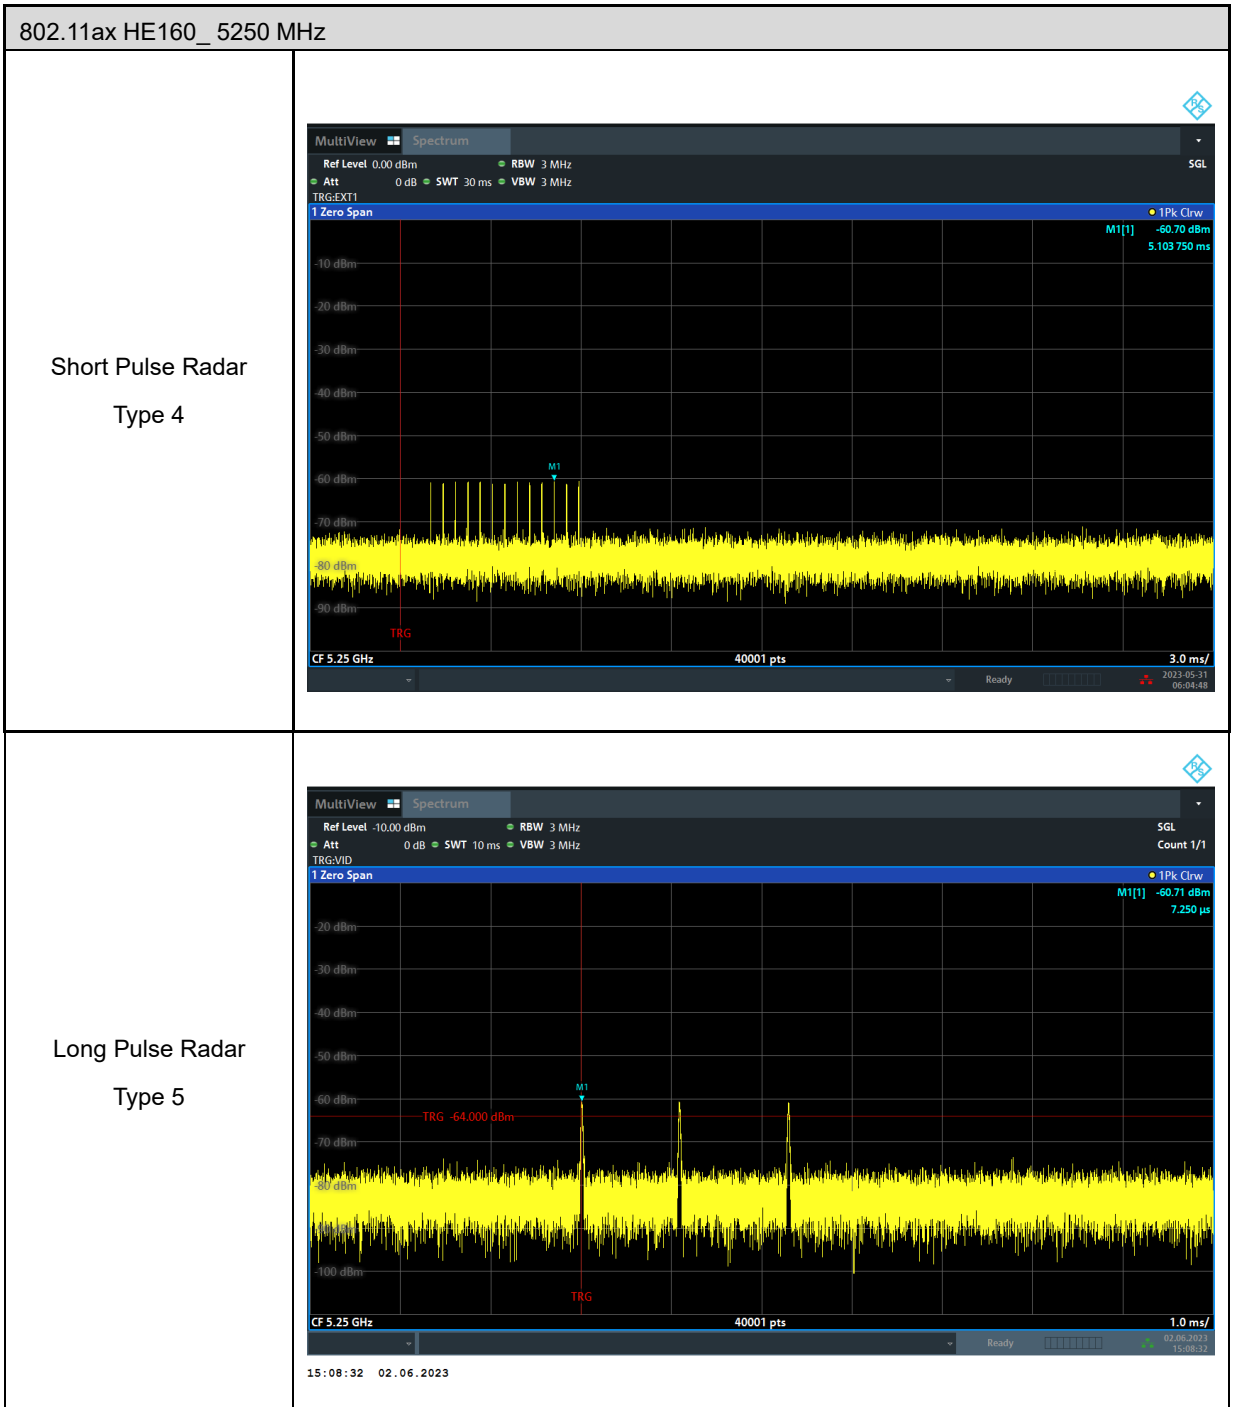 802.11ax HE160_ 5250 MHz
Short Pulse Radar
Type 4
R S
MultiView Spectrum
Ref Level 0.00 dBm RBW 3 MHz SGL
Att 0 dB SWT 30 ms VBW 3 MHz
TRG:EXT1
1 Zero Span 1Pk Clrw
M1[1] -60.70 dBm
5.103 750 ms
-10 dBm
-20 dBm
-30 dBm
-40 dBm
-50 dBm
M1
-60 dBm
-70 dBm
-80 dBm
-90 dBm
TRG
CF 5.25 GHz 40001 pts 3.0 ms/
Ready 2023-05-31
06:04:48
Long Pulse Radar
Type 5
R S
MultiView Spectrum
Ref Level -10.00 dBm RBW 3 MHz SGL
Att 0 dB SWT 10 ms VBW 3 MHz Count 1/1
TRG:VID
1 Zero Span 1Pk Clrw
M1[1] -60.71 dBm
7.250 µs
-20 dBm
-30 dBm
-40 dBm
-50 dBm
M1
-60 dBm
TRG -64.000 dBm
-70 dBm
-80 dBm
-100 dBm
TRG
CF 5.25 GHz 40001 pts 1.0 ms/
Ready 02.06.2023
15:08:32
15:08:32 02.06.2023